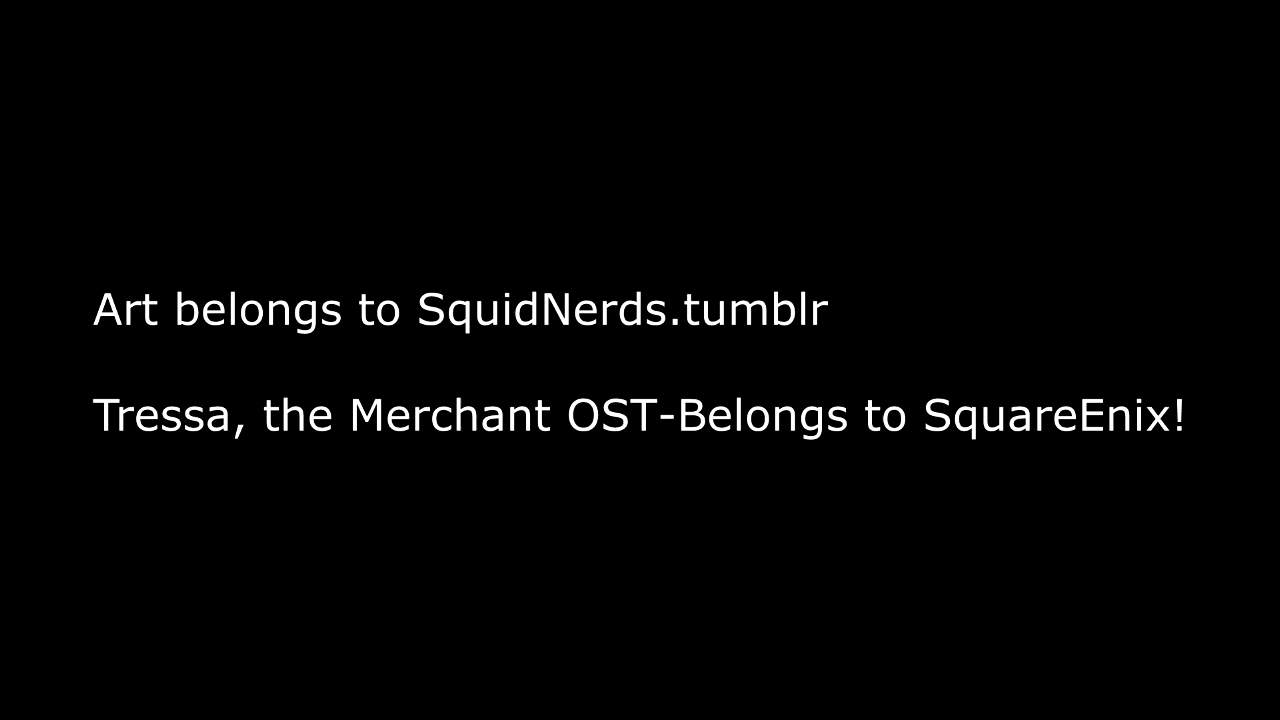 Art belongs to SquidNerds.tumblr
Tressa, the Merchant OST-Belongs to SquareEnix!